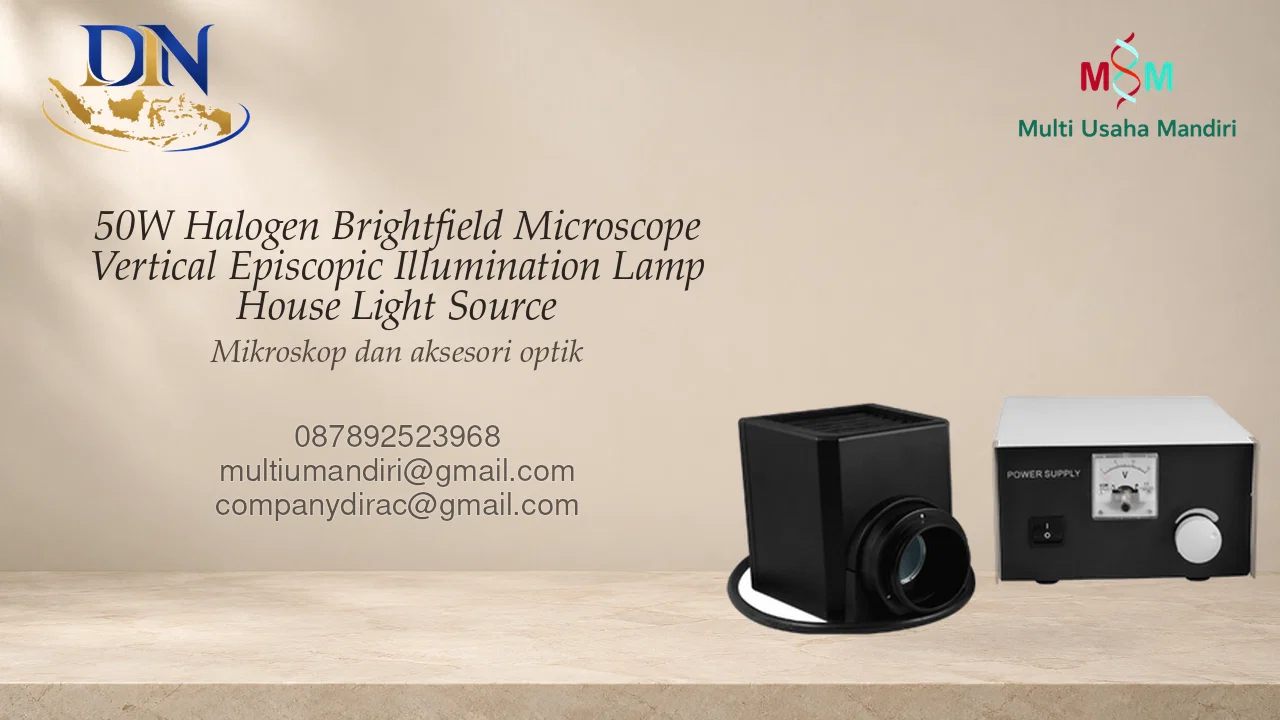 DN
M M
Multi Usaha Mandiri
50W Halogen Brightfield Microscope
Vertical Episcopic Illumination Lamp
House Light Source
Mikroskop dan aksesori optik
087892523968
multiumandiri@gmail.com
companydirac@gmail.com
POWER SUPPLY
V